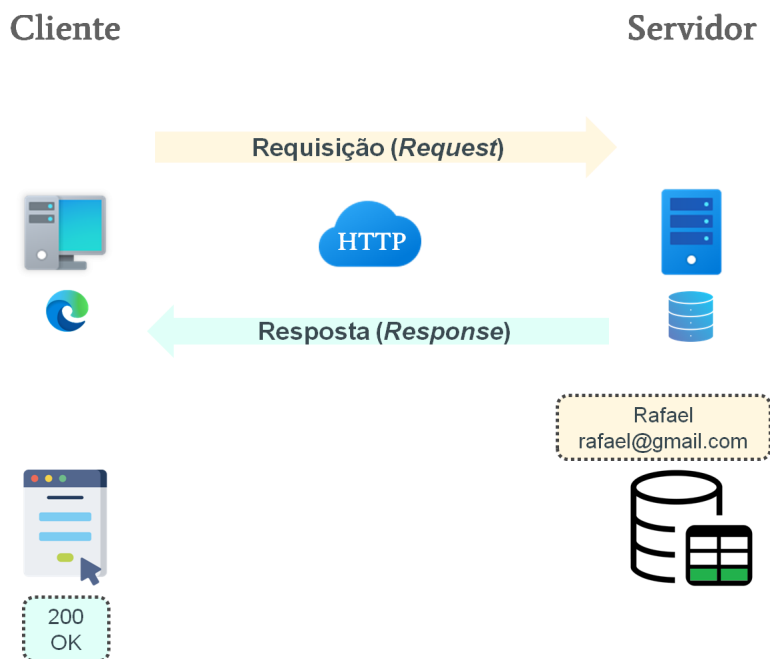 Cliente
Servidor
Requisição (Request)
HTTP
Resposta (Response)
Rafael
rafael@gmail.com
200
OK